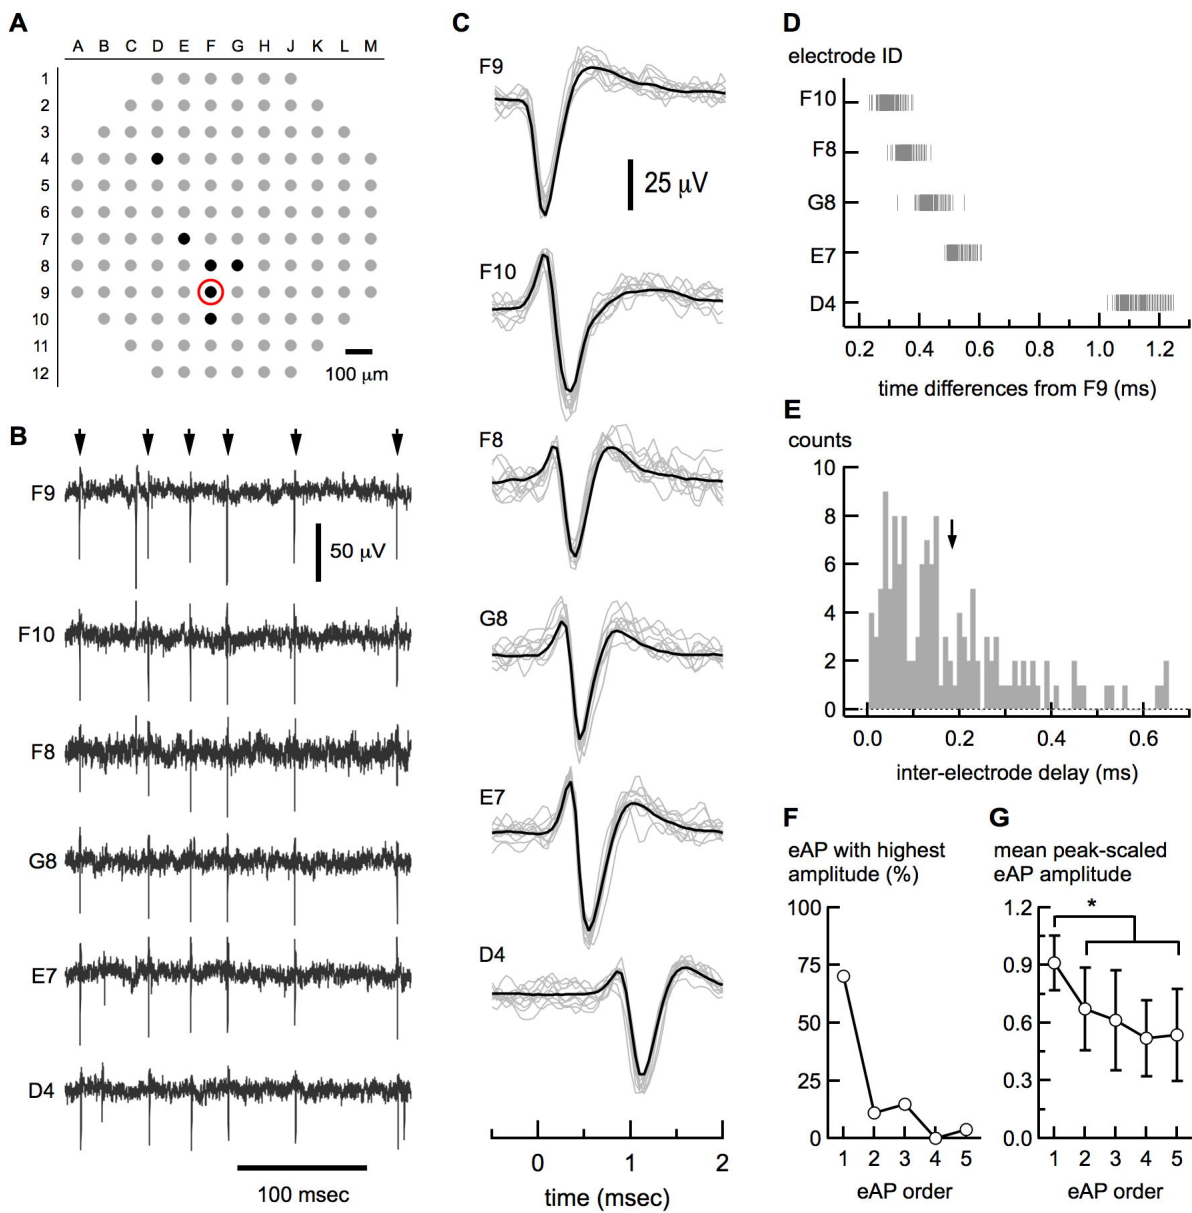 A
A B C D E F G H J K L M
1
2
3
4
5
6
7
8
9
10
11
12
100 μm
B
F9
50 μV
F10
F8
G8
E7
D4
100 msec
C
F9
25 μV
F10
F8
G8
E7
D4
0 1 2
time (msec)
D
electrode ID
F10
F8
G8
E7
D4
0.2 0.4 0.6 0.8 1.0 1.2
time differences from F9 (ms)
E
counts
10
8
6
4
2
0
0.0 0.2 0.4 0.6
inter-electrode delay (ms)
F
eAP with highest
amplitude (%)
100
75
50
25
0
1 2 3 4 5
eAP order
G
mean peak-scaled
eAP amplitude
1.2
*
0.9
0.6
0.3
0.0
1 2 3 4 5
eAP order